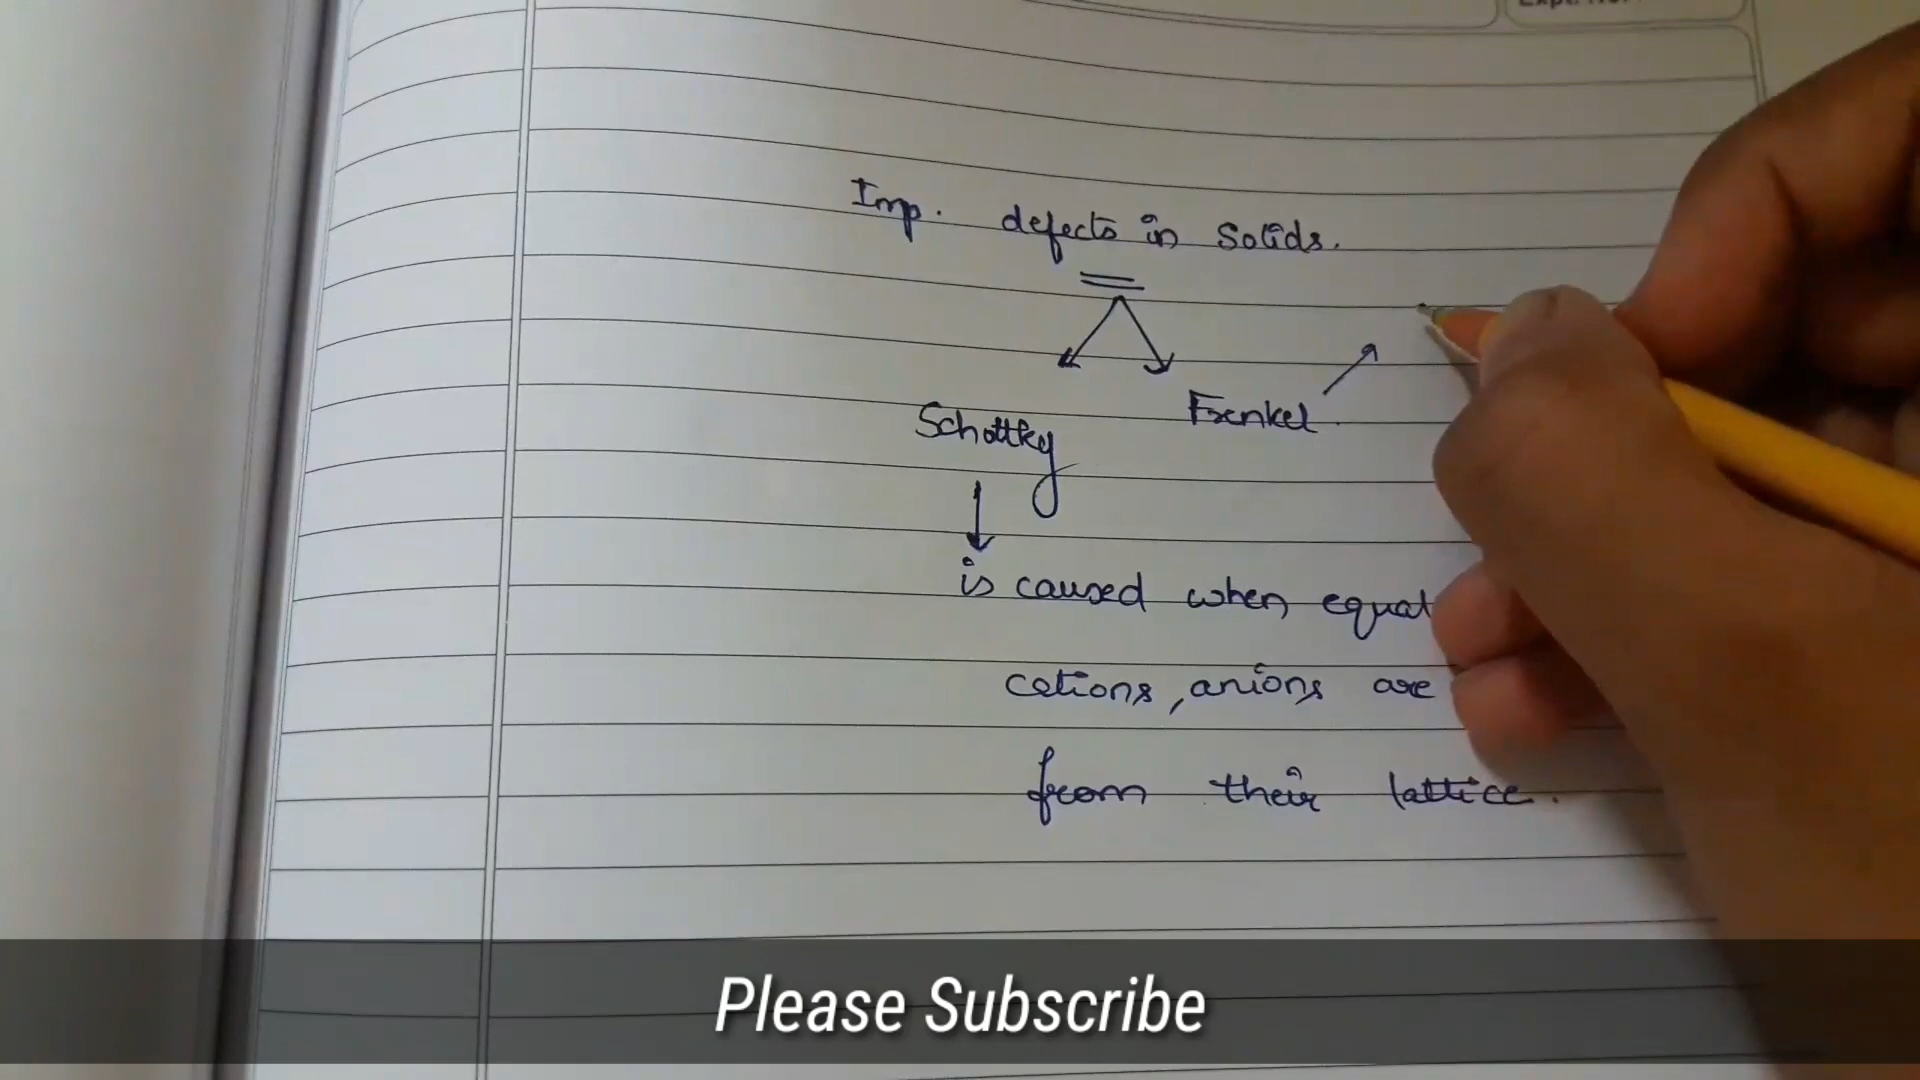 Imp. defects in Solids.
Schottky
Frenkel
is caused when equal
cations, anions are
from their lattice.
Please Subscribe